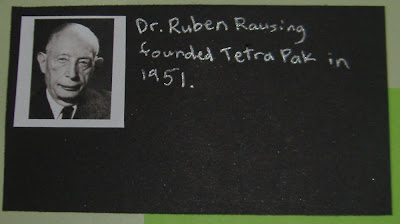 Dr. Ruben Rausing
founded Tetra Pak in
1951.